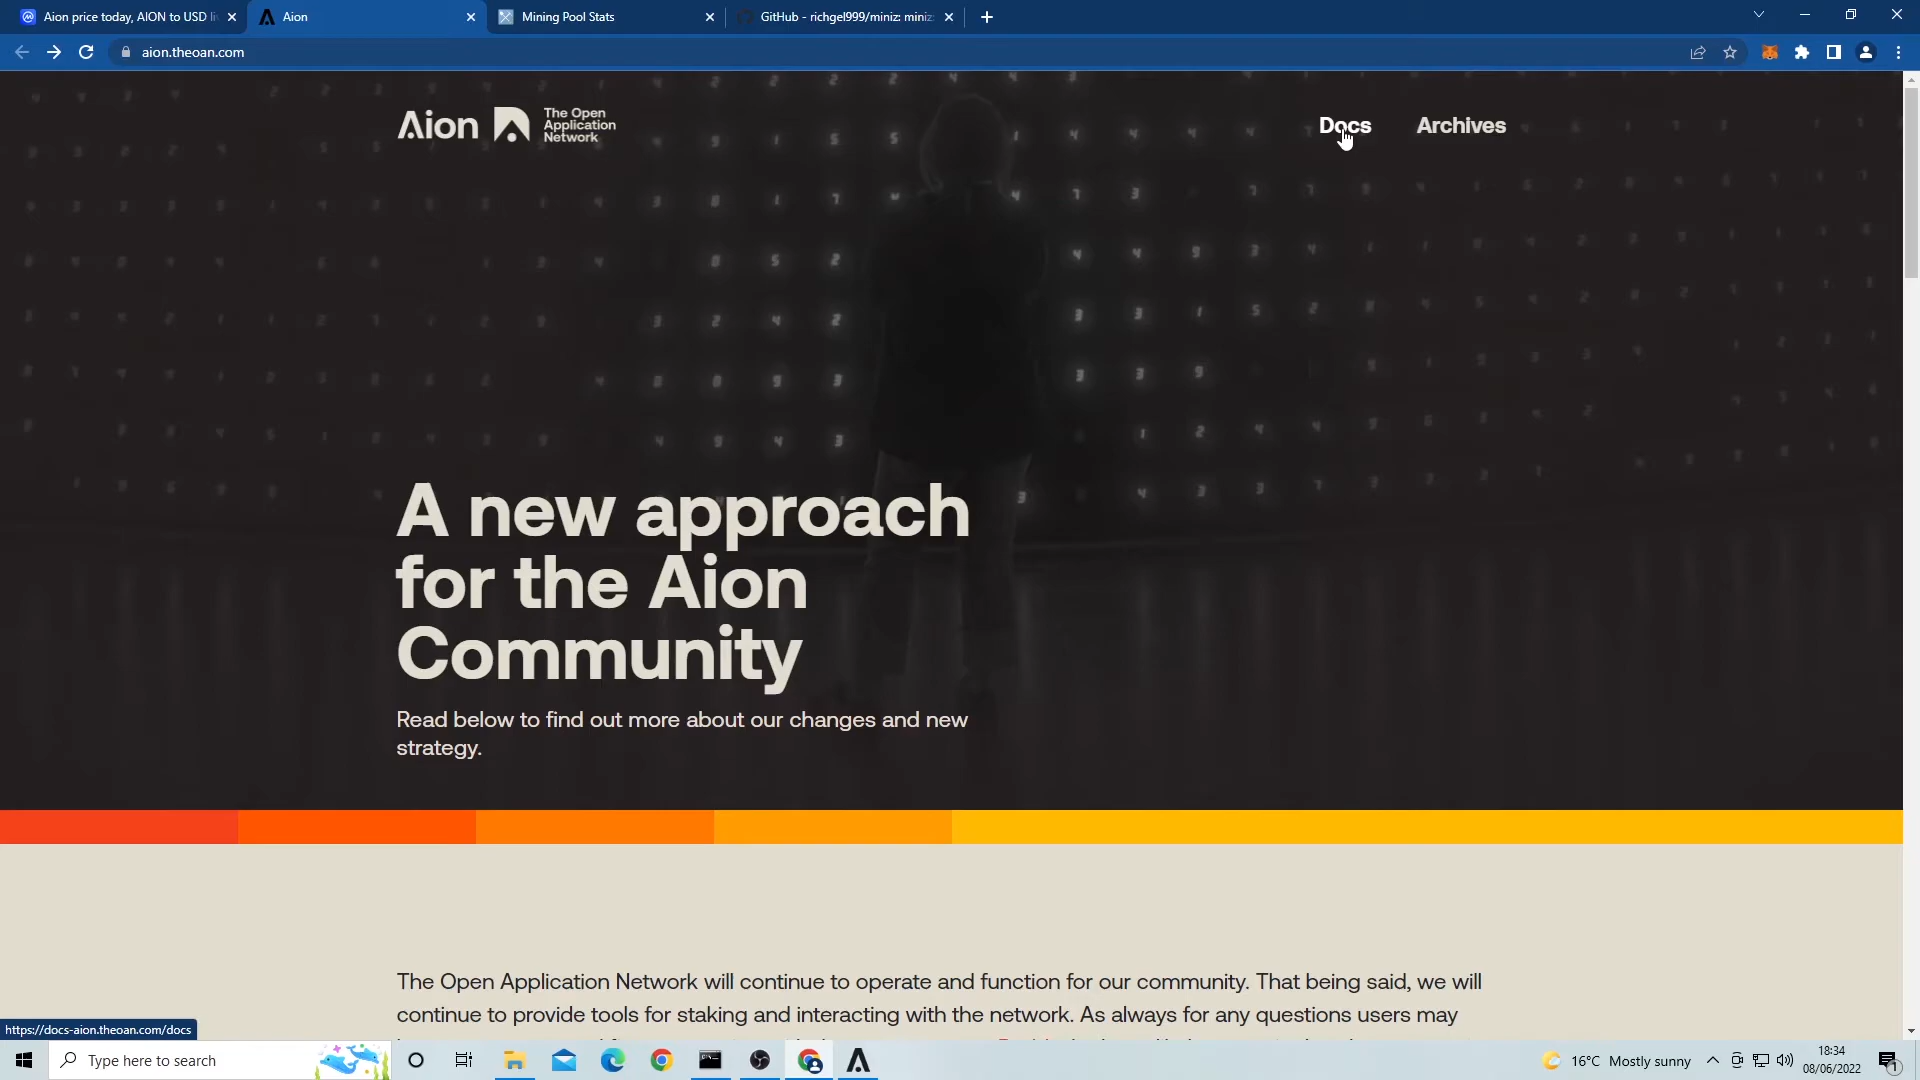 Aion price today, AION to USD li
Aion
Mining Pool Stats
GitHub - richgel999/miniz: miniz:
aion.theoan.com
Aion
The Open
Application
Network
Docs
Archives
A new approach
for the Aion
Community
Read below to find out more about our changes and new
strategy.
The Open Application Network will continue to operate and function for our community. That being said, we will
continue to provide tools for staking and interacting with the network. As always for any questions users may
https://docs-aion.theoan.com/docs
Type here to search
16°C Mostly sunny
18:34
08/06/2022
1